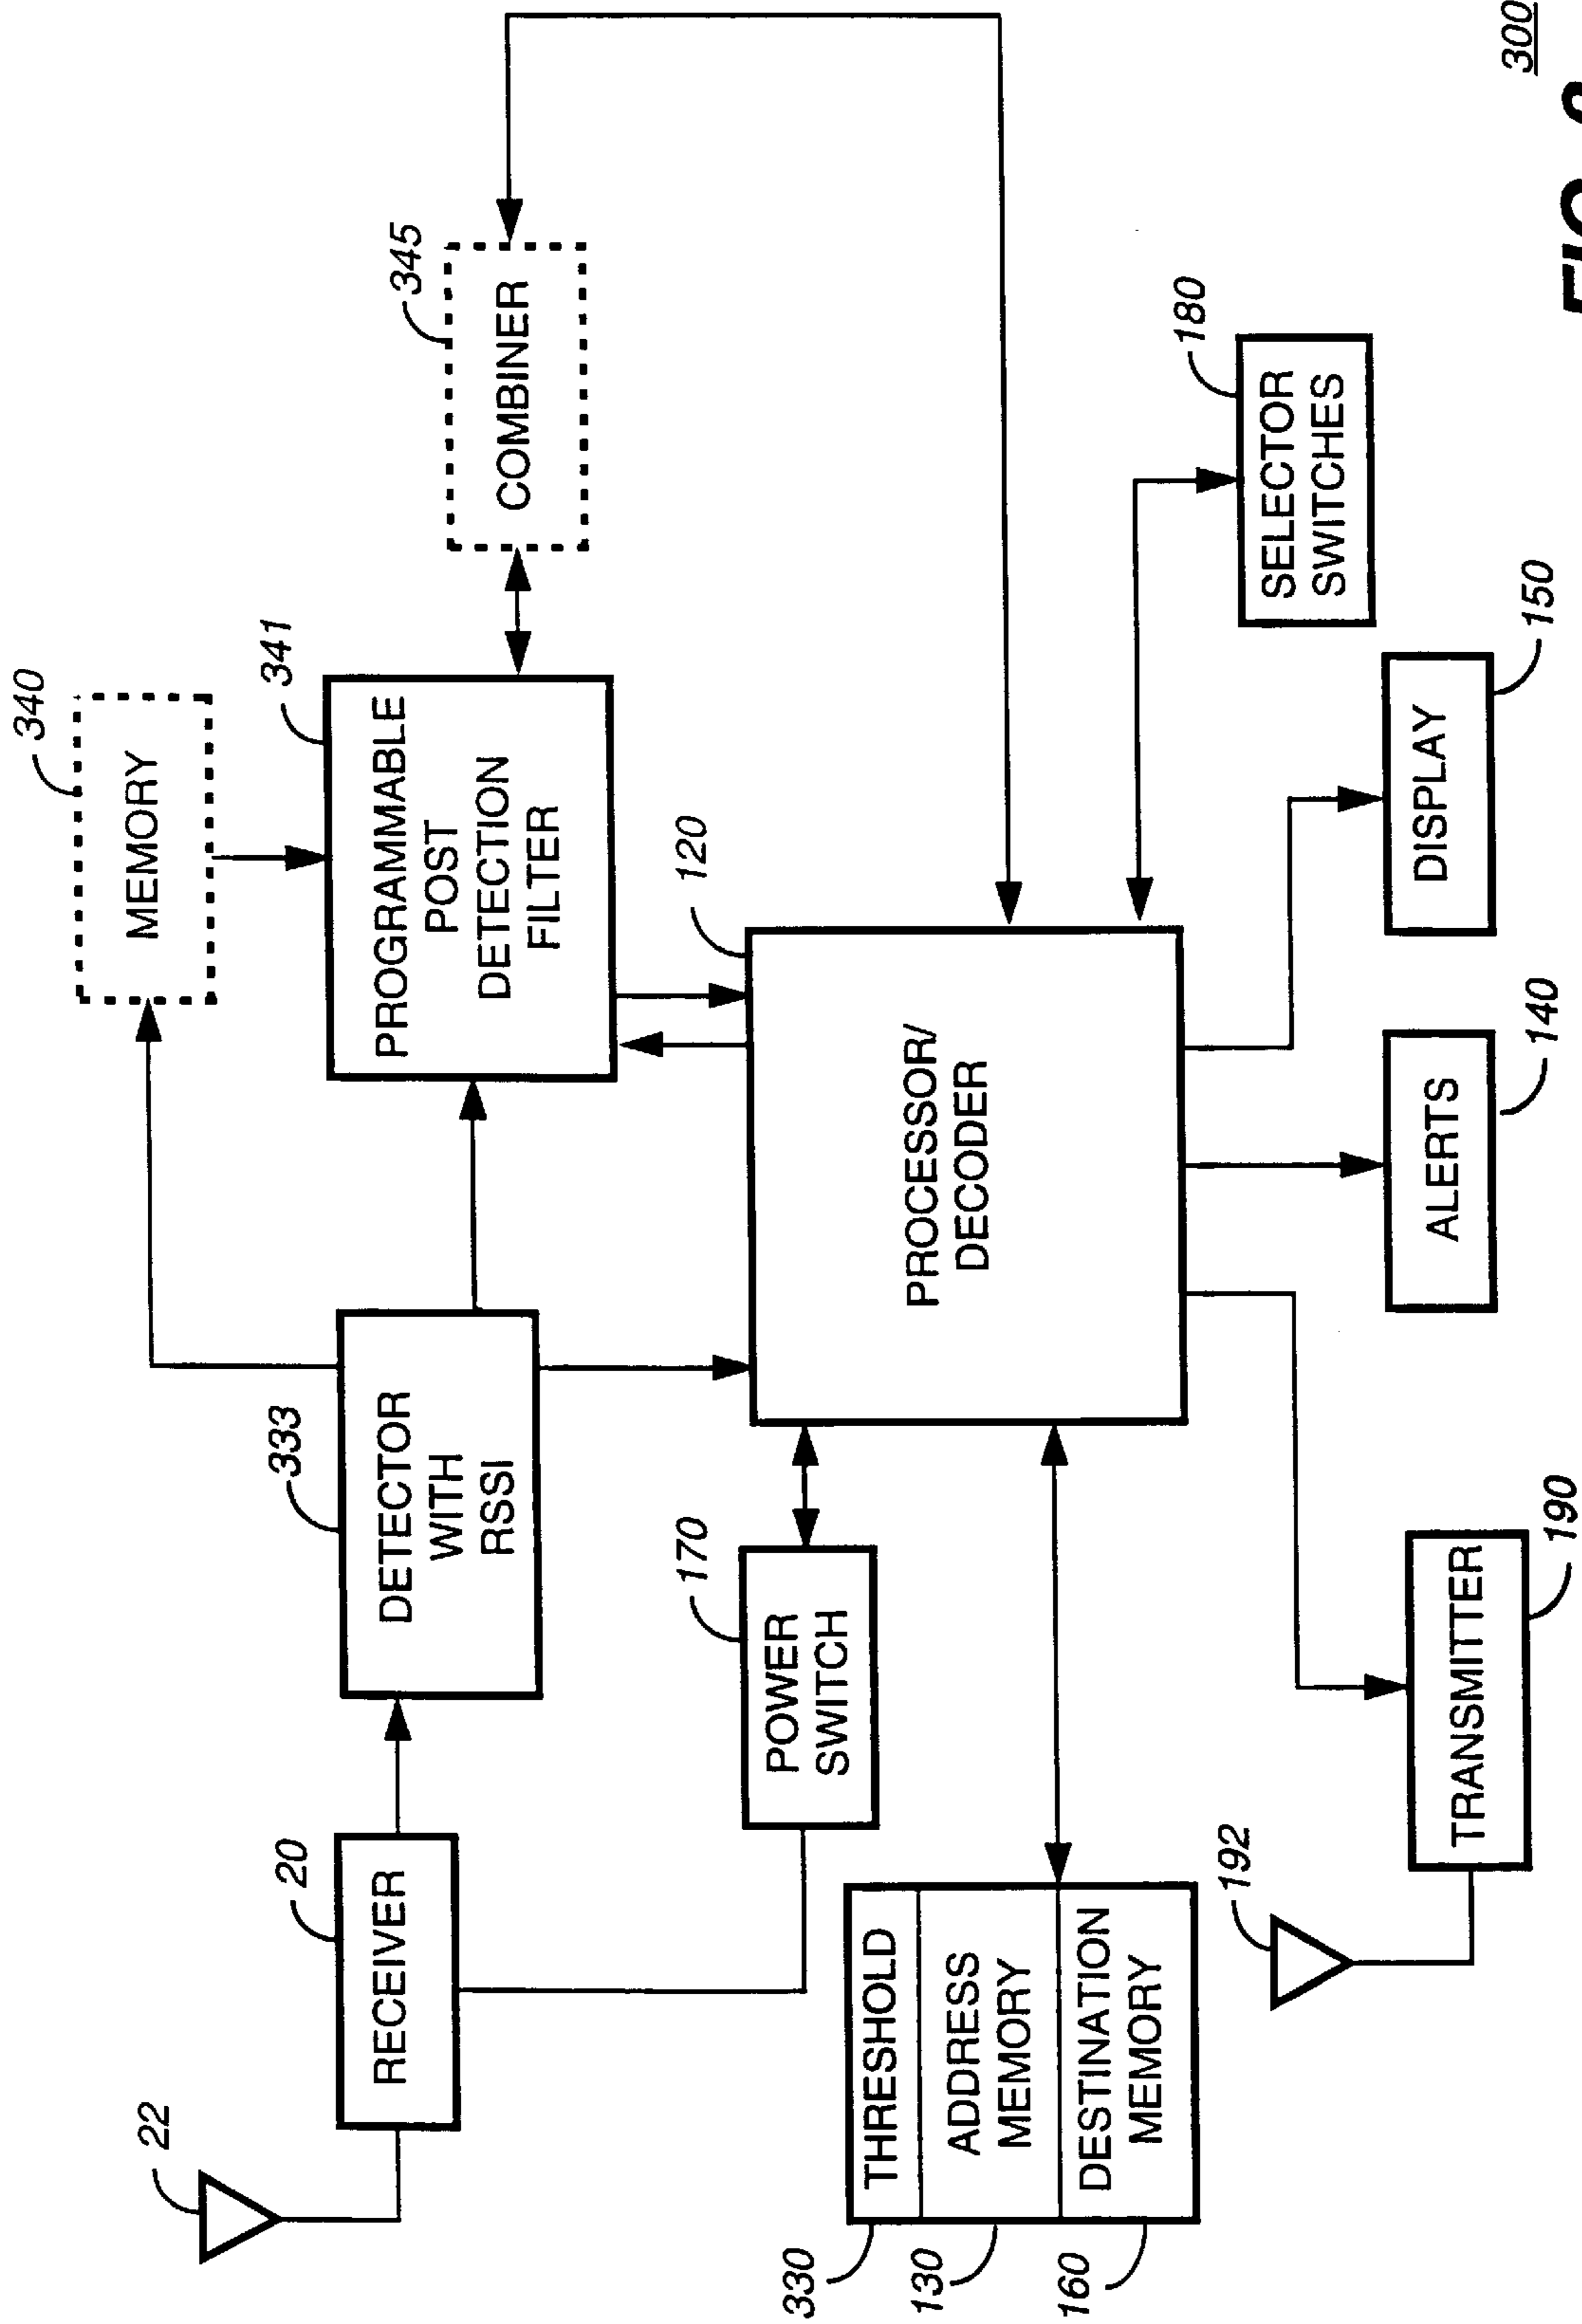 340
MEMORY
22
20
RECEIVER
333
DETECTOR
WITH
RSSI
341
PROGRAMMABLE
POST
DETECTION
FILTER
345
COMBINER
170
POWER
SWITCH
120
PROCESSOR/
DECODER
330
THRESHOLD
130
ADDRESS
MEMORY
160
DESTINATION
MEMORY
180
SELECTOR
SWITCHES
192
TRANSMITTER
190
ALERTS
140
DISPLAY
150
300
FIG.